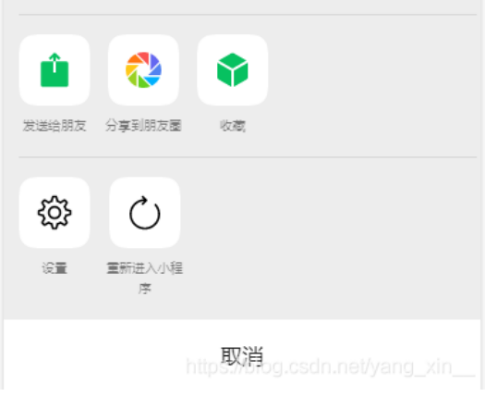 发送给朋友
分享到朋友圈
收藏
设置
重新进入小程
序
取消
https://blog.csdn.net/yang_xin__